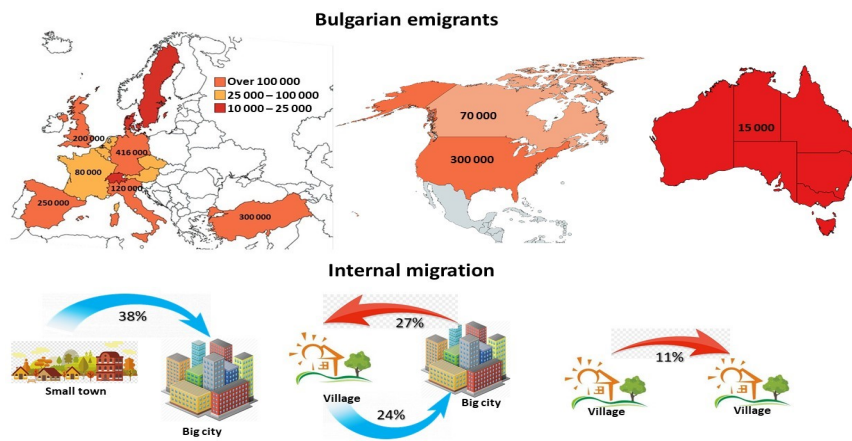 Bulgarian emigrants
Over 100 000
25 000 – 100 000
10 000 – 25 000
200 000
416 000
80 000
120 000
250 000
300 000
70 000
300 000
15 000
Internal migration
38%
Small town
Big city
27%
Village
Big city
24%
11%
Village
Village